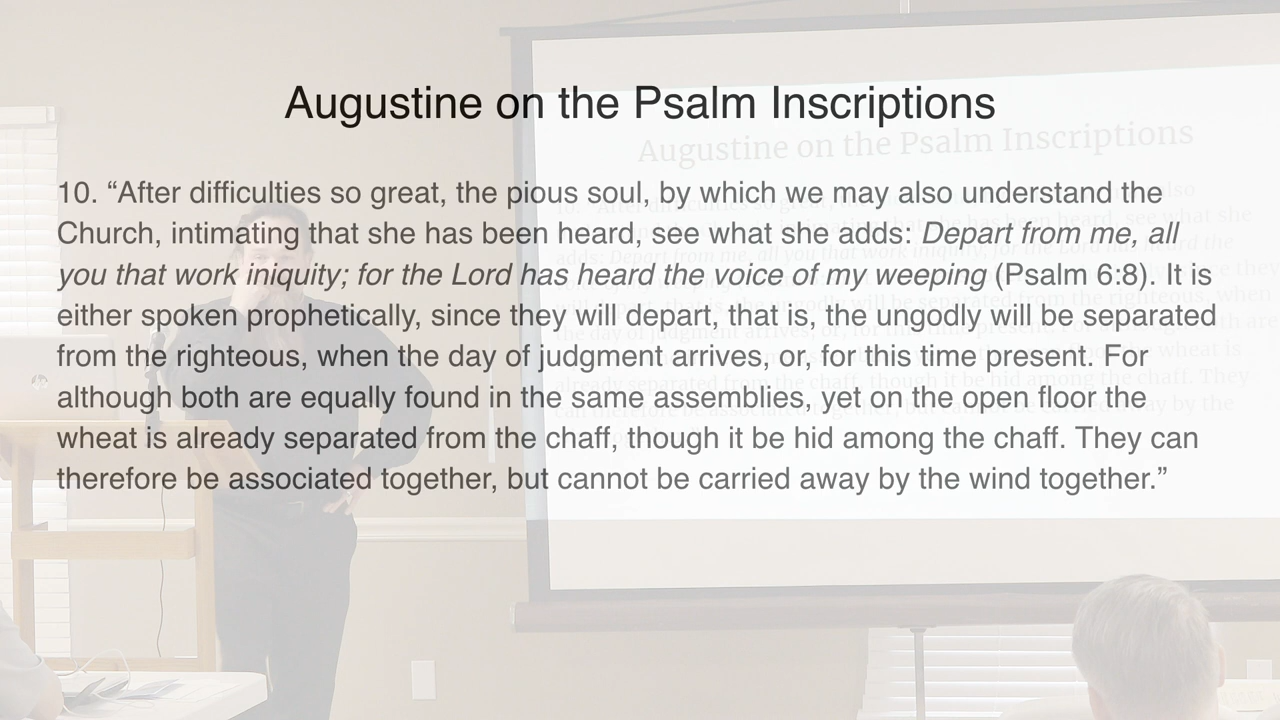 Augustine on the Psalm Inscriptions
10. “After difficulties so great, the pious soul, by which we may also understand the
Church, intimating that she has been heard, see what she adds: Depart from me, all
you that work iniquity; for the Lord has heard the voice of my weeping (Psalm 6:8). It is
either spoken prophetically, since they will depart, that is, the ungodly will be separated
from the righteous, when the day of judgment arrives, or, for this time present. For
although both are equally found in the same assemblies, yet on the open floor the
wheat is already separated from the chaff, though it be hid among the chaff. They can
therefore be associated together, but cannot be carried away by the wind together.”
Augustine on the Psalm Inscriptions